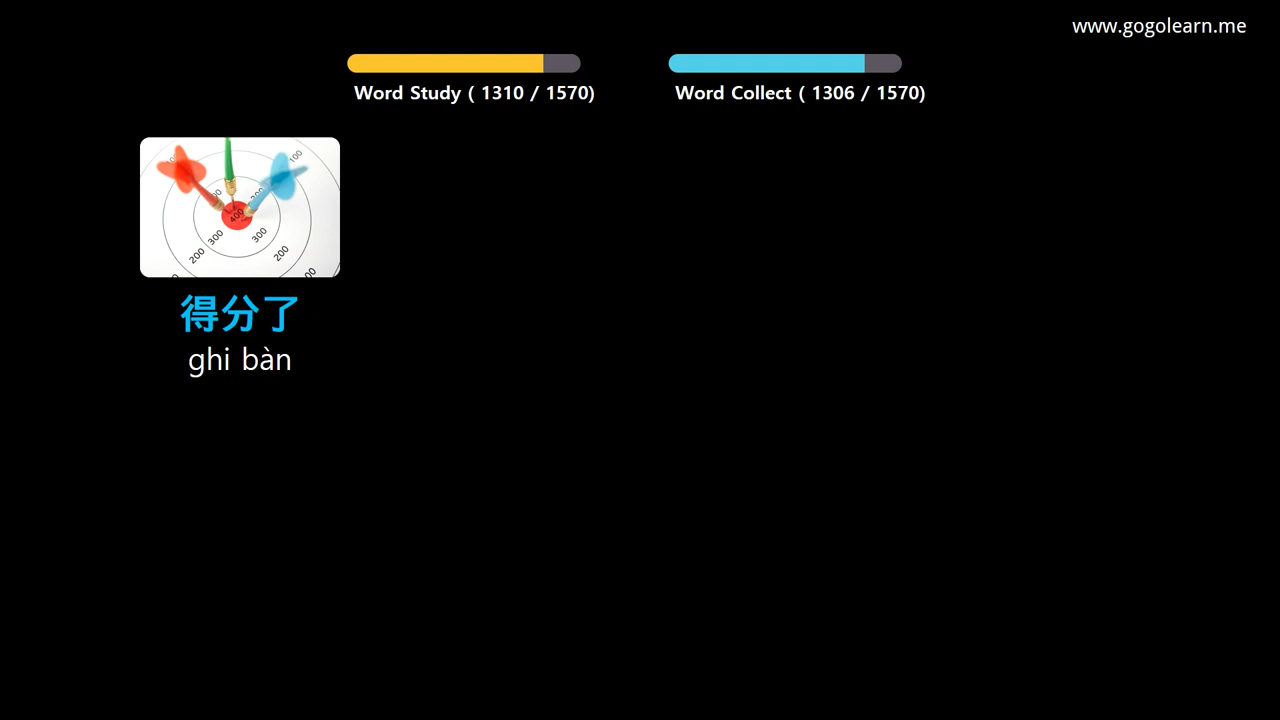 www.gogolearn.me
Word Study ( 1310 / 1570)
Word Collect ( 1306 / 1570)
100
400
300
300
200
200
得分了
ghi bàn